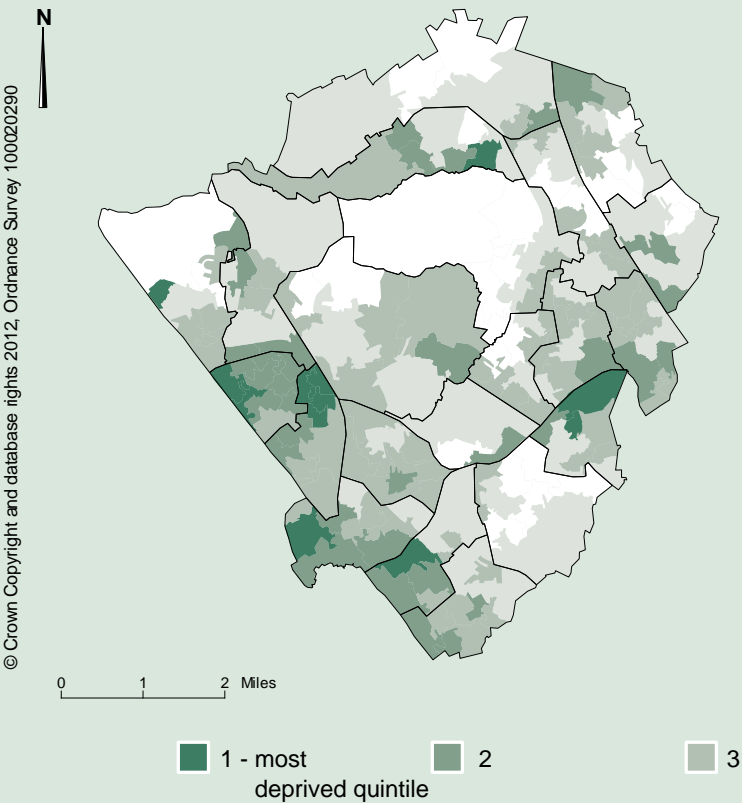 N
© Crown Copyright and database rights 2012, Ordnance Survey 100020290
0 1 2 Miles
1 - most
deprived quintile
2
3